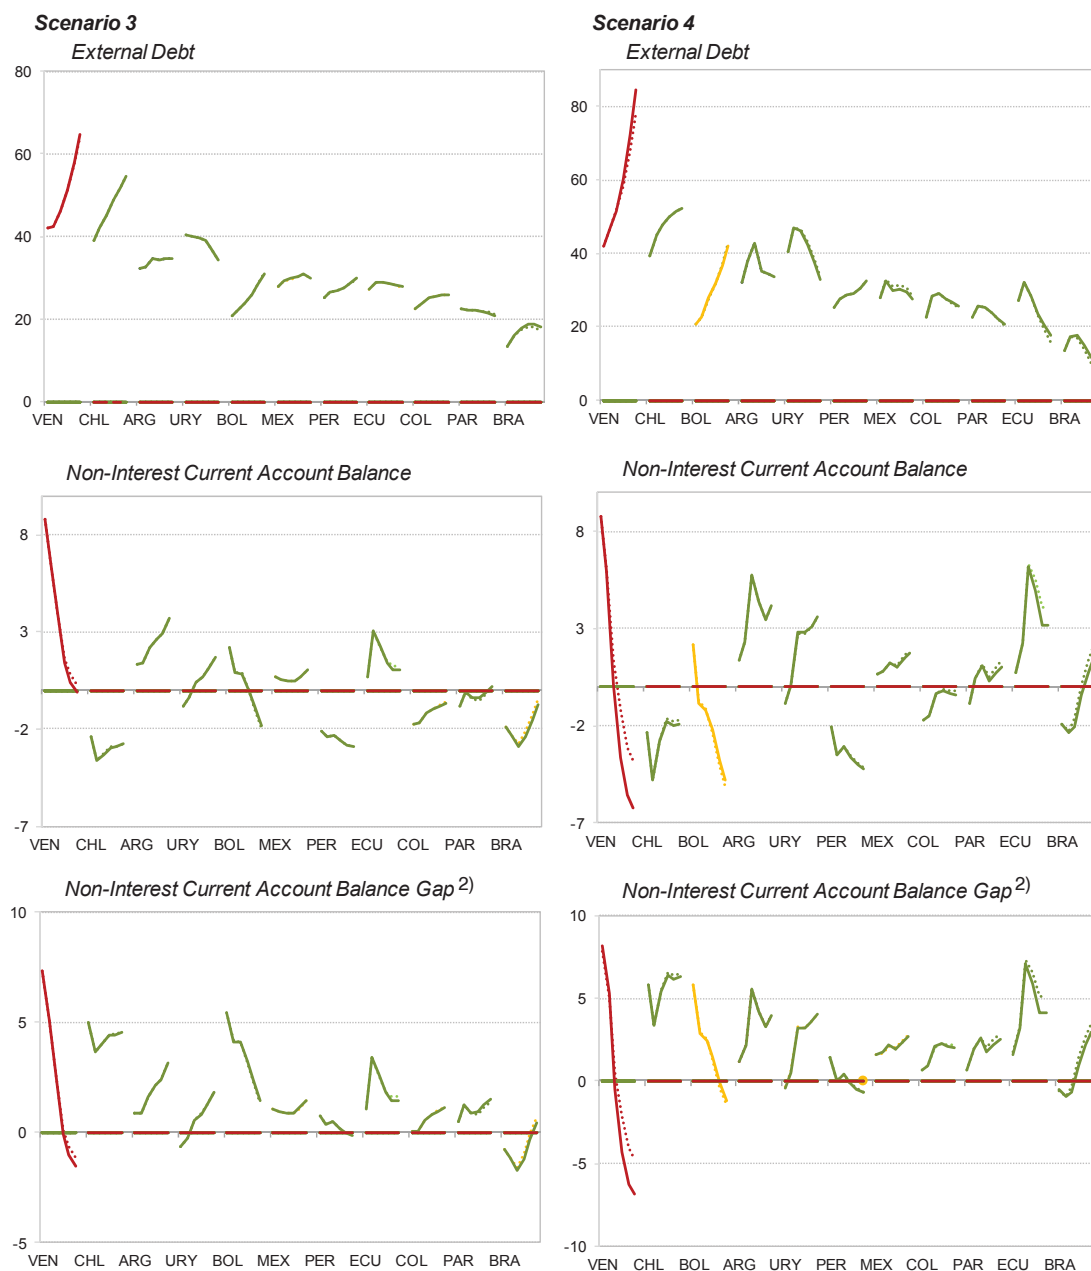 Scenario 3
External Debt
80
60
40
20
0
VEN CHL ARG URY BOL MEX PER ECU COL PAR BRA
Non-Interest Current Account Balance
8
3
-2
-7
VEN CHL ARG URY BOL MEX PER ECU COL PAR BRA
Non-Interest Current Account Balance Gap 2)
10
5
0
-5
VEN CHL ARG URY BOL MEX PER ECU COL PAR BRA
Scenario 4
External Debt
80
60
40
20
0
VEN CHL BOL ARG URY PER MEX COL PAR ECU BRA
Non-Interest Current Account Balance
8
3
-2
-7
VEN CHL BOL ARG URY PER MEX COL PAR ECU BRA
Non-Interest Current Account Balance Gap 2)
10
5
0
-5
-10
VEN CHL BOL ARG URY PER MEX COL PAR ECU BRA